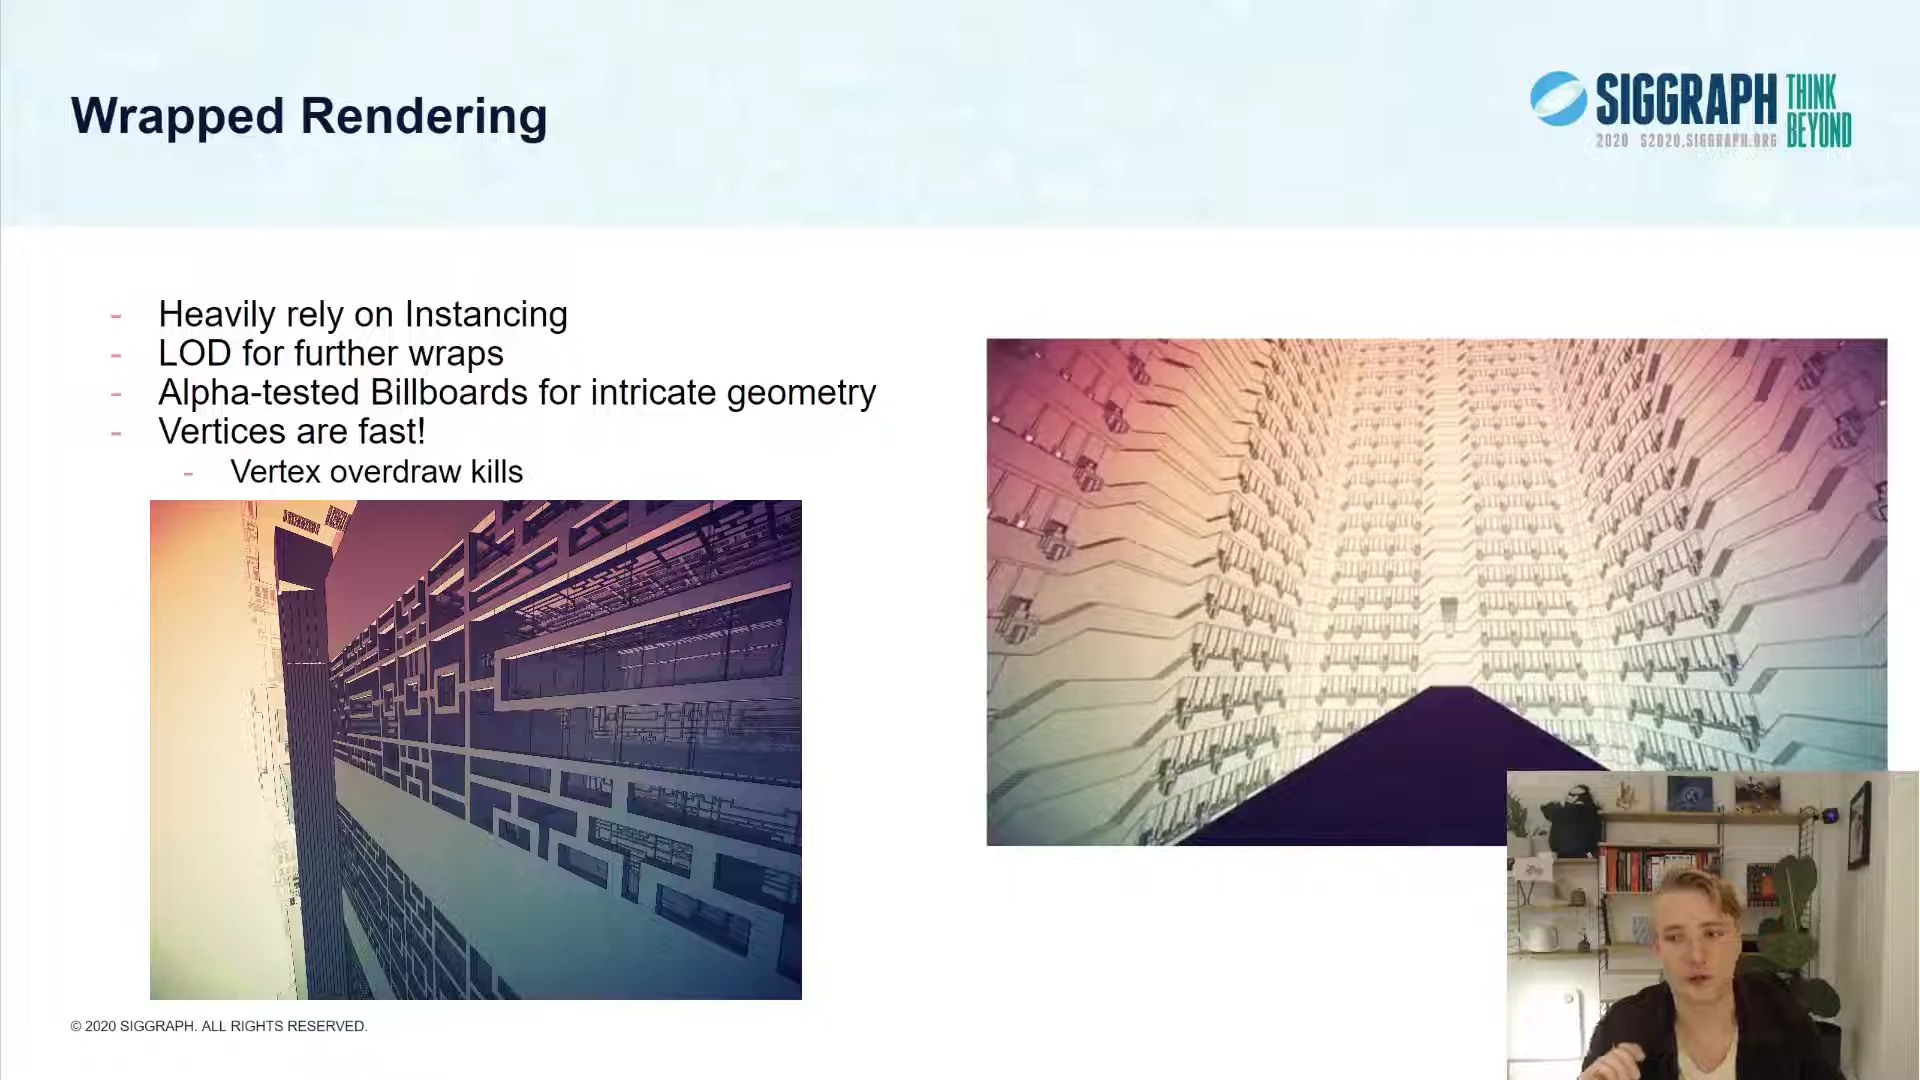 Wrapped Rendering
SIGGRAPH THINK BEYOND
2020 S2020.SIGGRAPH.ORG
- Heavily rely on Instancing
- LOD for further wraps
- Alpha-tested Billboards for intricate geometry
- Vertices are fast!
- Vertex overdraw kills
© 2020 SIGGRAPH. ALL RIGHTS RESERVED.